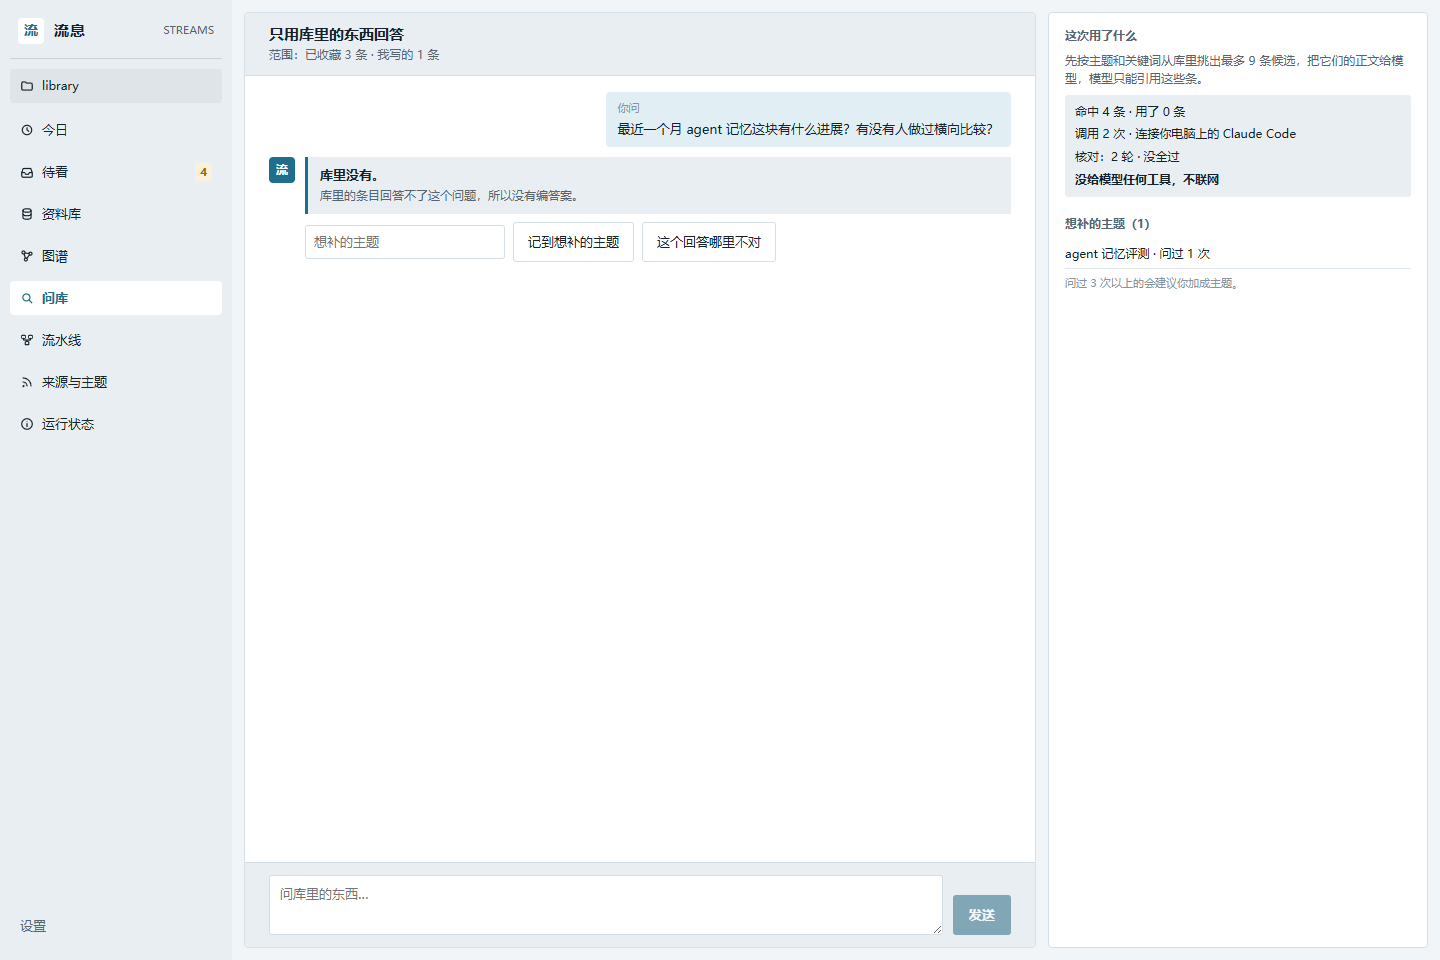 流 流息 STREAMS
library
今日
待看 4
资料库
图谱
问库
流水线
来源与主题
运行状态
设置
只用库里的东西回答
范围：已收藏 3 条 · 我写的 1 条
你问
最近一个月 agent 记忆这块有什么进展？有没有人做过横向比较？
流
库里没有。
库里的条目回答不了这个问题，所以没有编答案。
想补的主题 记到想补的主题 这个回答哪里不对
问库里的东西...
发送
这次用了什么
先按主题和关键词从库里挑出最多 9 条候选，把它们的正文给模
型，模型只能引用这些条。
命中 4 条 · 用了 0 条
调用 2 次 · 连接你电脑上的 Claude Code
核对：2 轮 · 没全过
没给模型任何工具，不联网
想补的主题（1）
agent 记忆评测 · 问过 1 次
问过 3 次以上的会建议你加成主题。